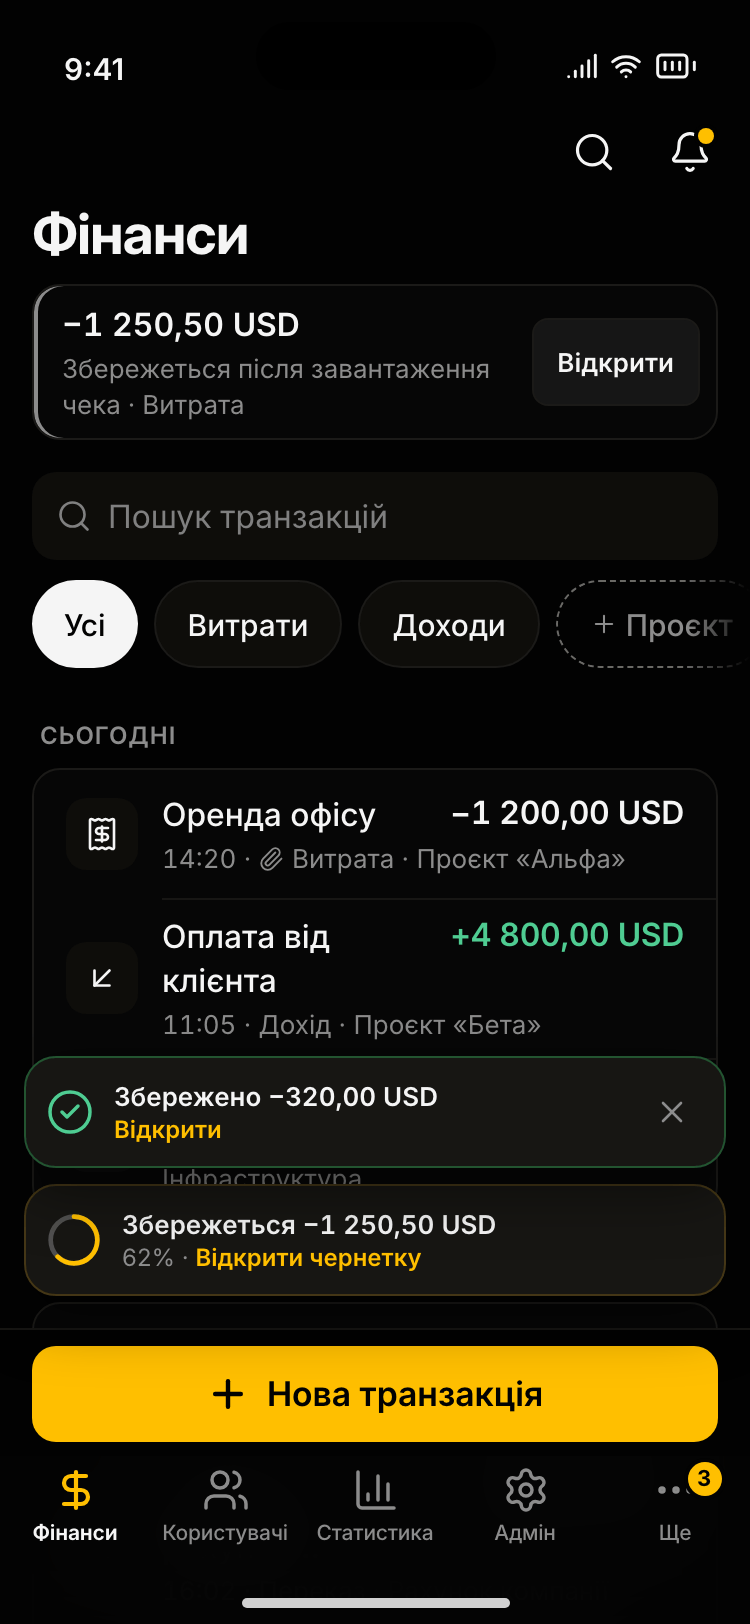 9:41
Фінанси
−1 250,50 USD
Збережеться після завантаження
чека · Витрата
Відкрити
Пошук транзакцій
Усі
Витрати
Доходи
+ Проєкт
СЬОГОДНІ
Оренда офісу
−1 200,00 USD
14:20 · Витрата · Проєкт «Альфа»
Оплата від
клієнта
+4 800,00 USD
11:05 · Дохід · Проєкт «Бета»
Збережено −320,00 USD
Відкрити
Інфраструктура
Збережеться −1 250,50 USD
62% · Відкрити чернетку
+ Нова транзакція
Фінанси
Користувачі
Статистика
Адмін
3
Ще